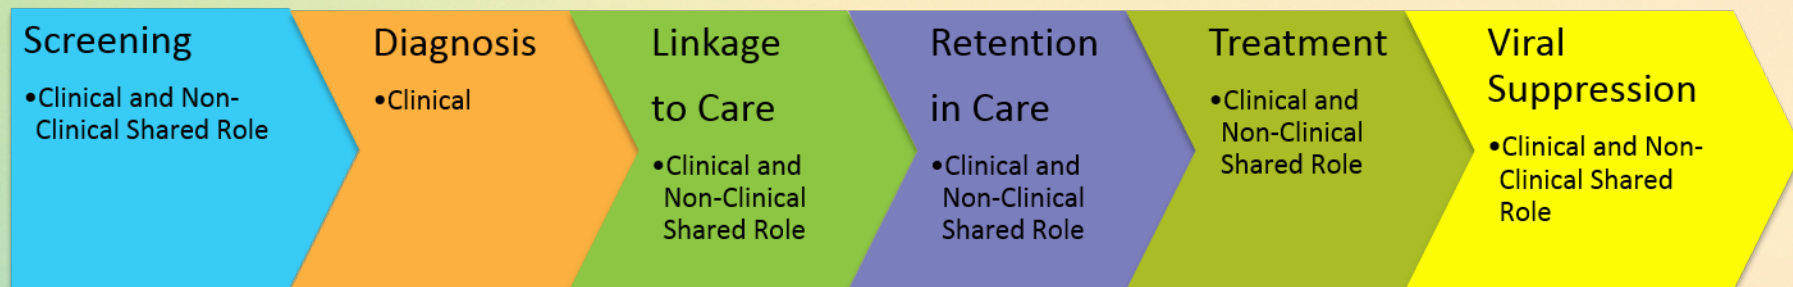 Screening
•Clinical and Non-
Clinical Shared Role
Diagnosis
•Clinical
Linkage
to Care
•Clinical and
Non-Clinical
Shared Role
Retention
in Care
•Clinical and
Non-Clinical
Shared Role
Treatment
•Clinical and
Non-Clinical
Shared Role
Viral
Suppression
•Clinical and Non-
Clinical Shared
Role